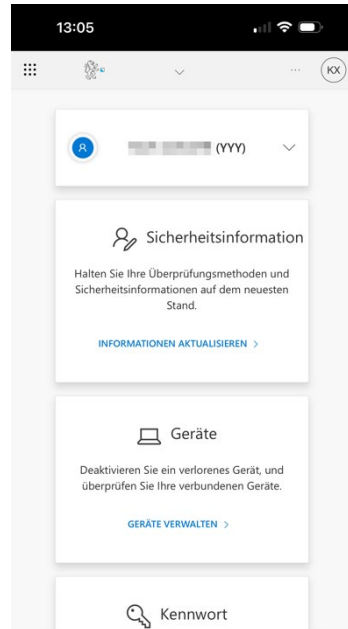 13:05
KX
(YYY)
Sicherheitsinformation
Halten Sie Ihre Überprüfungsmethoden und
Sicherheitsinformationen auf dem neuesten
Stand.
INFORMATIONEN AKTUALISIEREN >
Geräte
Deaktivieren Sie ein verlorenes Gerät, und
überprüfen Sie Ihre verbundenen Geräte.
GERÄTE VERWALTEN >
Kennwort